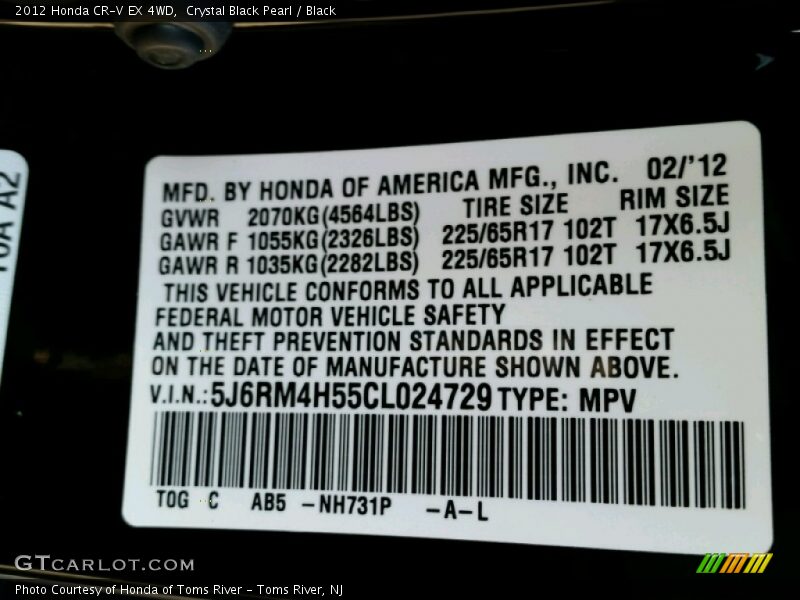 2012 Honda CR-V EX 4WD, Crystal Black Pearl / Black
MFD. BY HONDA OF AMERICA MFG., INC. 02/'12
GVWR 2070KG(4564LBS) TIRE SIZE RIM SIZE
GAWR F 1055KG(2326LBS) 225/65R17 102T 17X6.5J
GAWR R 1035KG(2282LBS) 225/65R17 102T 17X6.5J
THIS VEHICLE CONFORMS TO ALL APPLICABLE
FEDERAL MOTOR VEHICLE SAFETY
AND THEFT PREVENTION STANDARDS IN EFFECT
ON THE DATE OF MANUFACTURE SHOWN ABOVE.
V.I.N.:5J6RM4H55CL024729 TYPE: MPV
T0G C AB5 -NH731P -A-L
A2
GTCARLOT.COM
Photo Courtesy of Honda of Toms River - Toms River, NJ